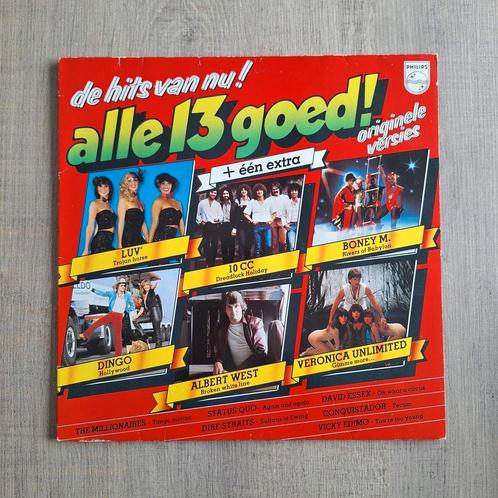 PHILIPS
de hits van nu!
alle 13 goed!
originele
versies
+ één extra
LUV'
Trojan horse
10 CC
Dreadlock Holiday
BONEY M.
Rivers of Babylon
DINGO
Hollywood
ALBERT WEST
Broken white line
VERONICA UNLIMITED
Gimme more...
STATUS QUO - Again and again
DAVID ESSEX - Oh what a circus
THE MILLIONAIRES - Tango motion
DIRE STRAITS - Sultans of Swing
CONQUISTADOR - Tecum
VICKY EDIMO - You're too young